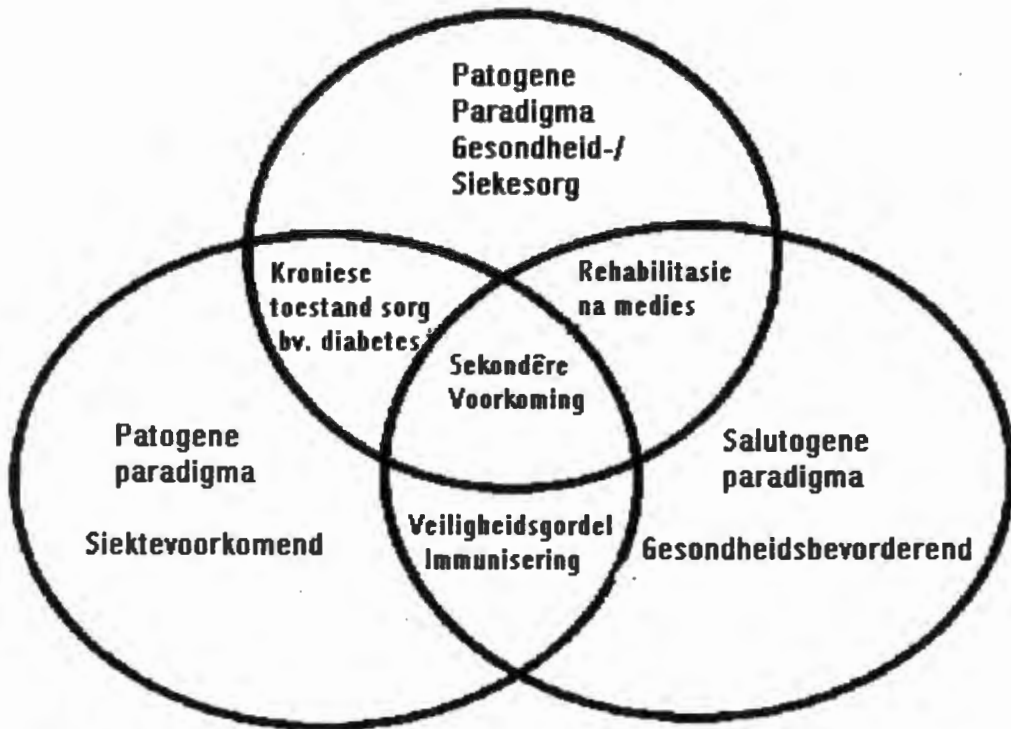 Patogene
Paradigma
Gesondheid-/
Siekesorg
Kroniese
toestand sorg
bv. diabetes
Rehabilitasie
na medies
Sekondêre
Voorkoming
Patogene
paradigma
Siektevoorkomend
Salutogene
paradigma
Gesondheidsbevorderend
Veiligheidsgordel
Immunisering